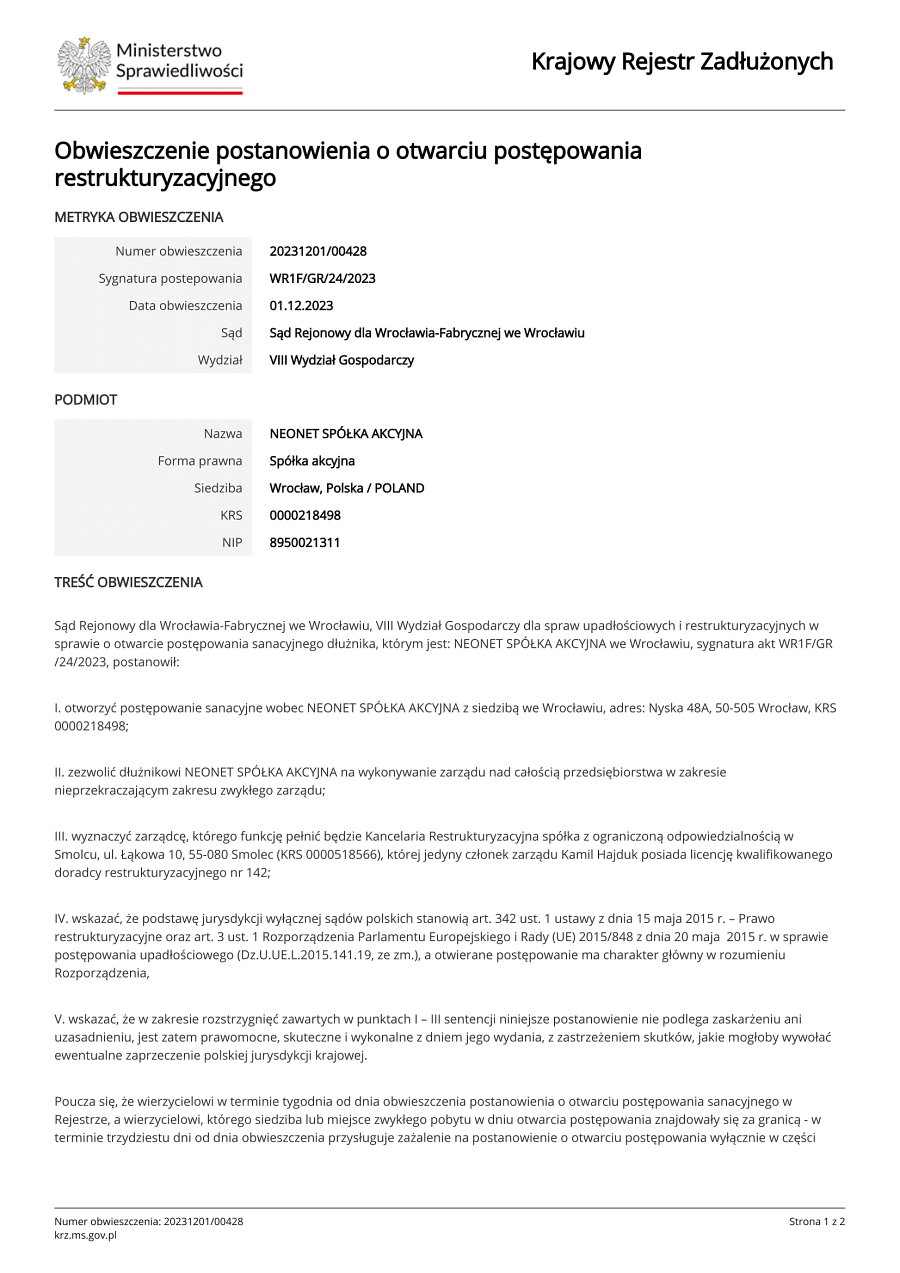 Ministerstwo
Sprawiedliwości
Krajowy Rejestr Zadłużonych
Obwieszczenie postanowienia o otwarciu postępowania
restrukturyzacyjnego
METRYKA OBWIESZCZENIA
Numer obwieszczenia 20231201/00428
Sygnatura postepowania WR1F/GR/24/2023
Data obwieszczenia 01.12.2023
Sąd Sąd Rejonowy dla Wrocławia-Fabrycznej we Wrocławiu
Wydział VIII Wydział Gospodarczy
PODMIOT
Nazwa NEONET SPÓŁKA AKCYJNA
Forma prawna Spółka akcyjna
Siedziba Wrocław, Polska / POLAND
KRS 0000218498
NIP 8950021311
TREŚĆ OBWIESZCZENIA
Sąd Rejonowy dla Wrocławia-Fabrycznej we Wrocławiu, VIII Wydział Gospodarczy dla spraw upadłościowych i restrukturyzacyjnych w
sprawie o otwarcie postępowania sanacyjnego dłużnika, którym jest: NEONET SPÓŁKA AKCYJNA we Wrocławiu, sygnatura akt WR1F/GR
/24/2023, postanowił:
I. otworzyć postępowanie sanacyjne wobec NEONET SPÓŁKA AKCYJNA z siedzibą we Wrocławiu, adres: Nyska 48A, 50-505 Wrocław, KRS
0000218498;
II. zezwolić dłużnikowi NEONET SPÓŁKA AKCYJNA na wykonywanie zarządu nad całością przedsiębiorstwa w zakresie
nieprzekraczającym zakresu zwykłego zarządu;
III. wyznaczyć zarządcę, którego funkcję pełnić będzie Kancelaria Restrukturyzacyjna spółka z ograniczoną odpowiedzialnością w
Smolcu, ul. Łąkowa 10, 55-080 Smolec (KRS 0000518566), której jedyny członek zarządu Kamil Hajduk posiada licencję kwalifikowanego
doradcy restrukturyzacyjnego nr 142;
IV. wskazać, że podstawę jurysdykcji wyłącznej sądów polskich stanowią art. 342 ust. 1 ustawy z dnia 15 maja 2015 r. – Prawo
restrukturyzacyjne oraz art. 3 ust. 1 Rozporządzenia Parlamentu Europejskiego i Rady (UE) 2015/848 z dnia 20 maja  2015 r. w sprawie
postępowania upadłościowego (Dz.U.UE.L.2015.141.19, ze zm.), a otwierane postępowanie ma charakter główny w rozumieniu
Rozporządzenia,
V. wskazać, że w zakresie rozstrzygnięć zawartych w punktach I – III sentencji niniejsze postanowienie nie podlega zaskarżeniu ani
uzasadnieniu, jest zatem prawomocne, skuteczne i wykonalne z dniem jego wydania, z zastrzeżeniem skutków, jakie mogłoby wywołać
ewentualne zaprzeczenie polskiej jurysdykcji krajowej.
Poucza się, że wierzycielowi w terminie tygodnia od dnia obwieszczenia postanowienia o otwarciu postępowania sanacyjnego w
Rejestrze, a wierzycielowi, którego siedziba lub miejsce zwykłego pobytu w dniu otwarcia postępowania znajdowały się za granicą - w
terminie trzydziestu dni od dnia obwieszczenia przysługuje zażalenie na postanowienie o otwarciu postępowania wyłącznie w części
Numer obwieszczenia: 20231201/00428 Strona 1 z 2
krz.ms.gov.pl